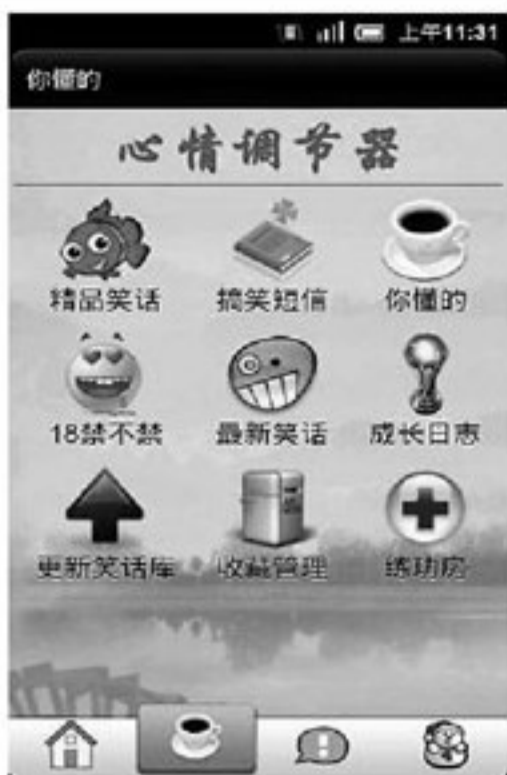 上午11:31
你懂的
心情调节器
精品笑话 搞笑短信 你懂的
18禁不禁 最新笑话 成长日志
更新笑话库 收藏管理 练功房